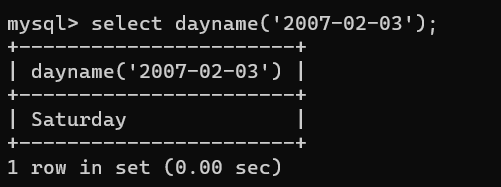 mysql> select dayname('2007-02-03');
+-----------------------+
| dayname('2007-02-03') |
+-----------------------+
| Saturday              |
+-----------------------+
1 row in set (0.00 sec)